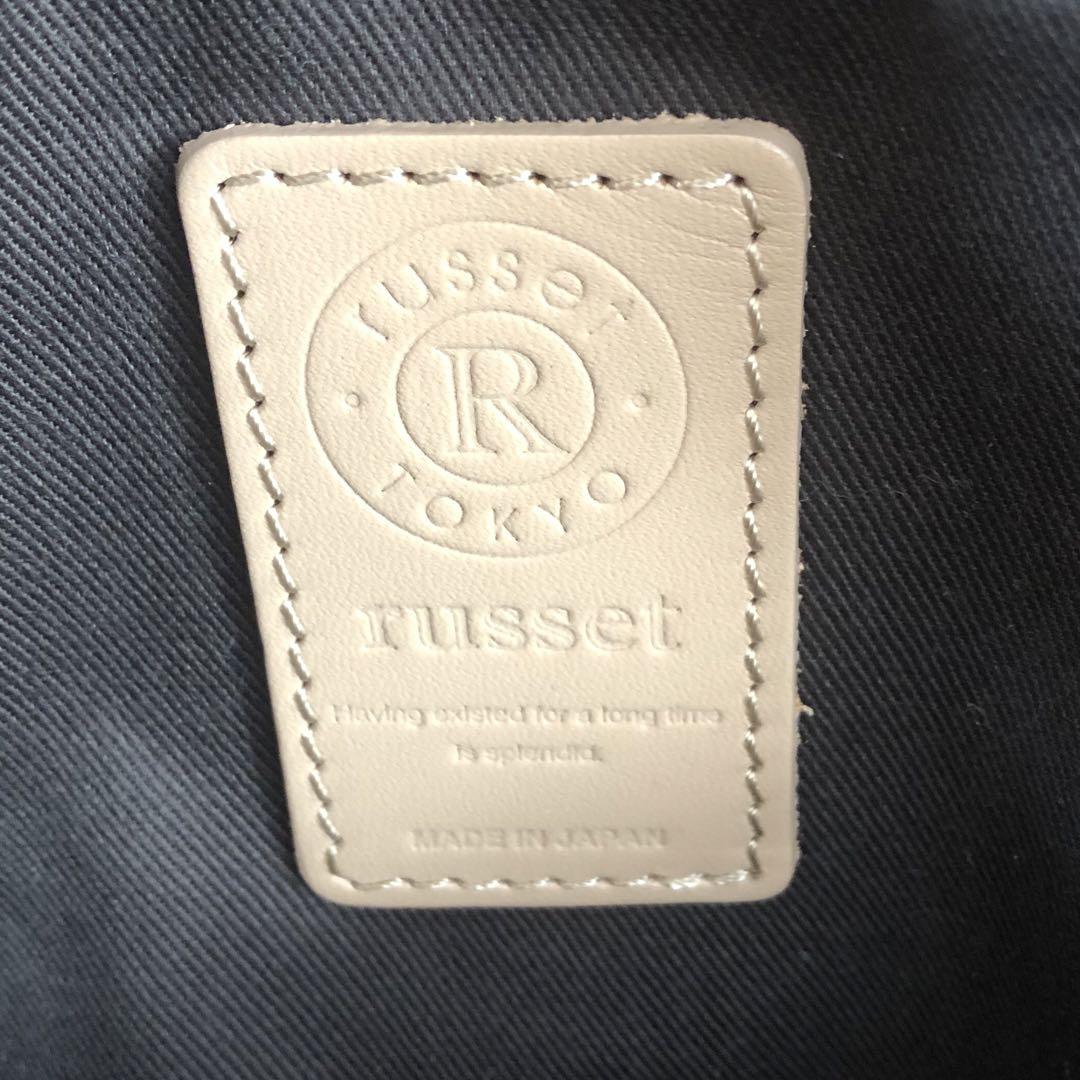 russet
R
TOKYO
russet
Having existed for a long time
is splendid.
MADE IN JAPAN